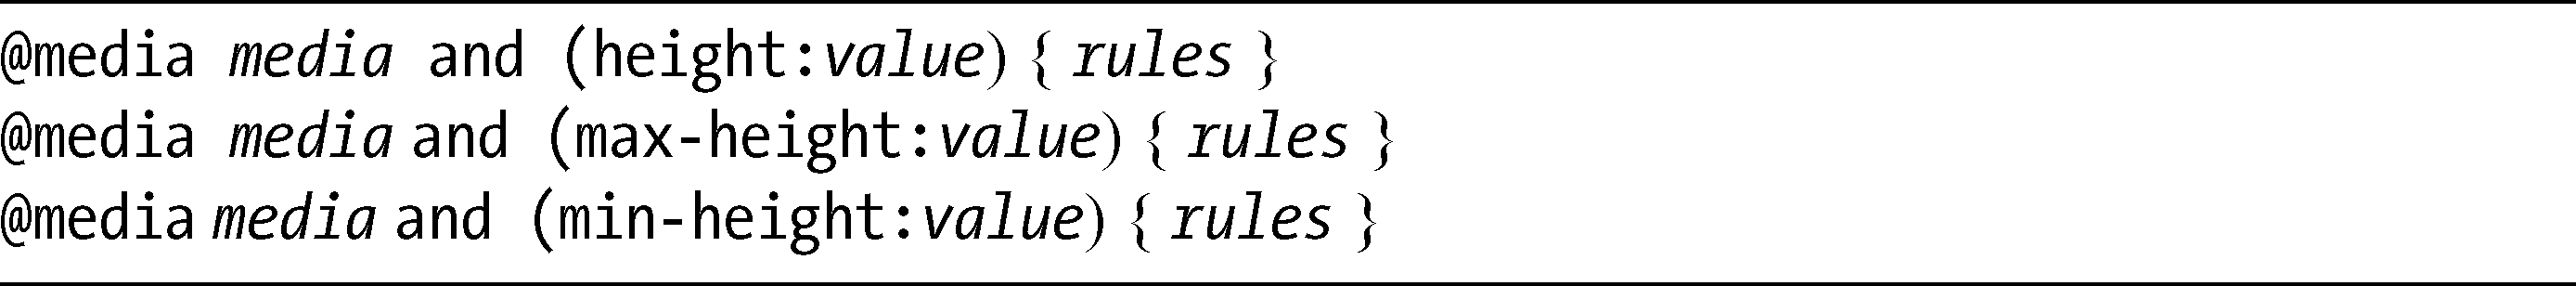 @media media and (height:value) { rules }
@media media and (max-height:value) { rules }
@media media and (min-height:value) { rules }